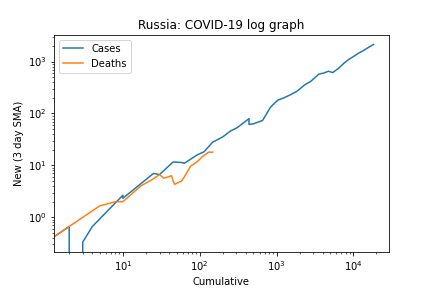 Russia: COVID-19 log graph
Cases
Deaths
New (3 day SMA)
10³
10²
10¹
10⁰
10¹ 10² 10³ 10⁴
Cumulative